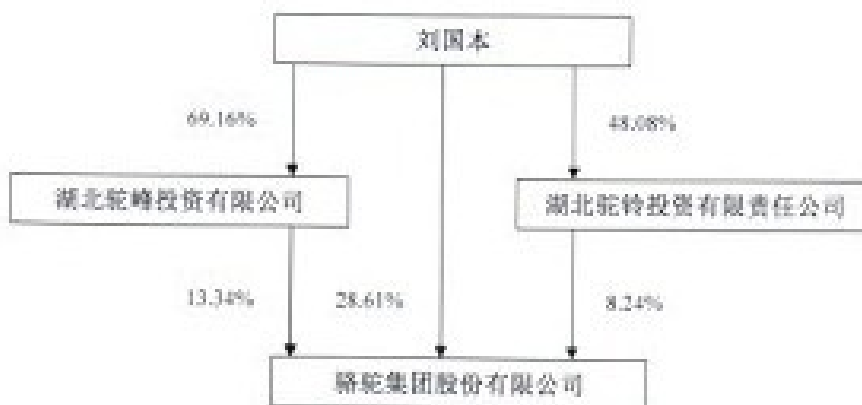 刘国本
69.16%
48.08%
湖北驼峰投资有限公司
湖北驼铃投资有限责任公司
13.34%
28.61%
8.24%
骆驼集团股份有限公司